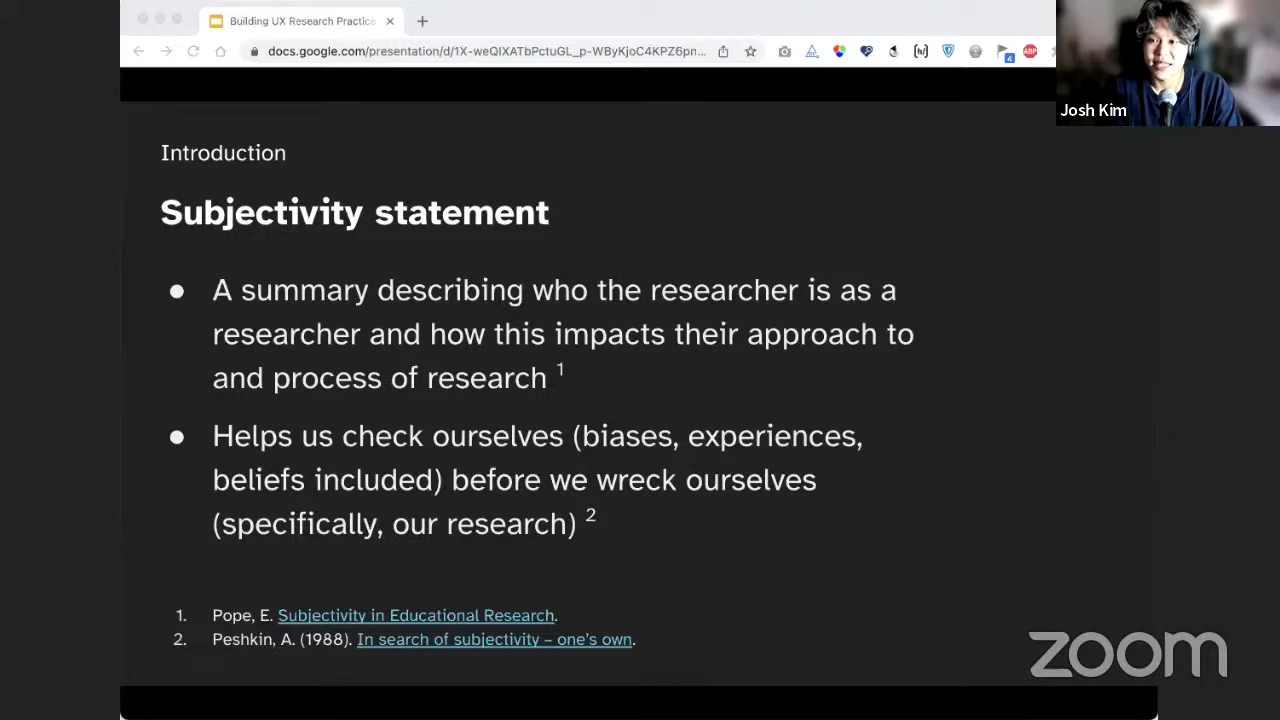 Building UX Research Practice
docs.google.com/presentation/d/1X-weQIXATbPctuGL_p-WByKjoC4KPZ6pn...
[w]
4
ABP
Josh Kim
Introduction
Subjectivity statement
● A summary describing who the researcher is as a
researcher and how this impacts their approach to
and process of research 1
● Helps us check ourselves (biases, experiences,
beliefs included) before we wreck ourselves
(specifically, our research) 2
1. Pope, E. Subjectivity in Educational Research.
2. Peshkin, A. (1988). In search of subjectivity – one's own.
zoom